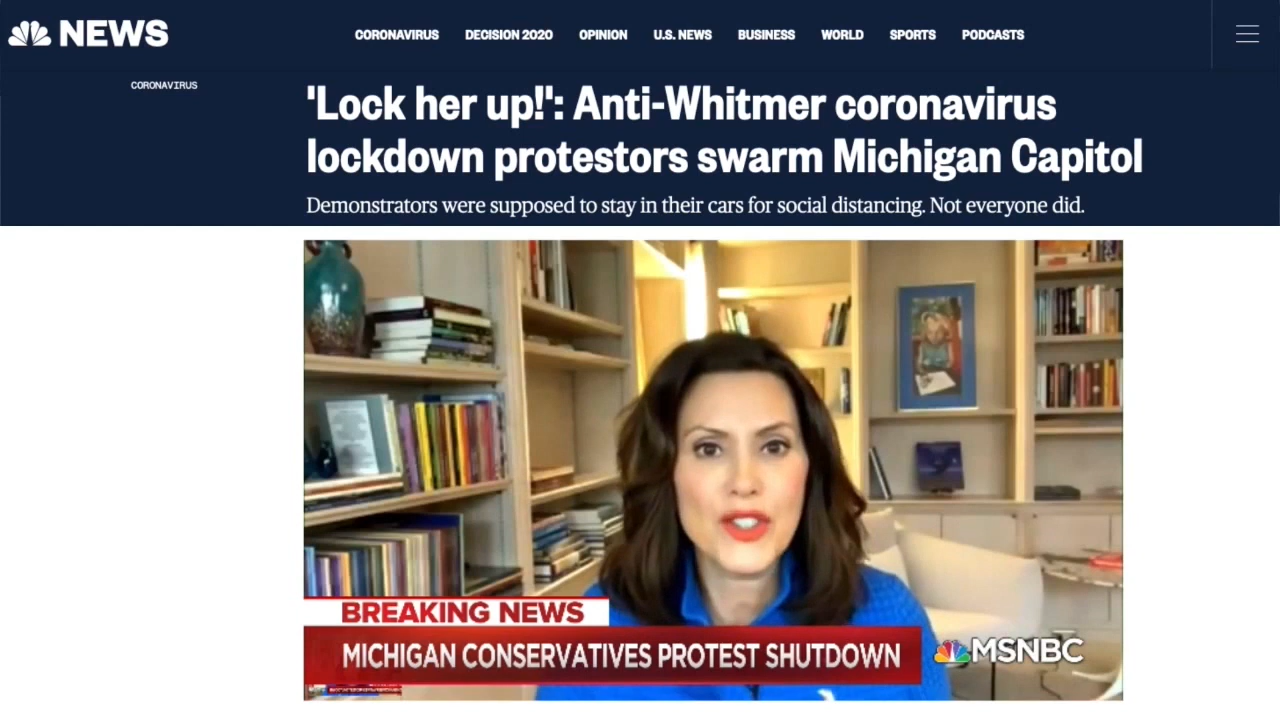 NEWS
CORONAVIRUS DECISION 2020 OPINION U.S. NEWS BUSINESS WORLD SPORTS PODCASTS
CORONAVIRUS
'Lock her up!': Anti-Whitmer coronavirus
lockdown protestors swarm Michigan Capitol
Demonstrators were supposed to stay in their cars for social distancing. Not everyone did.
BREAKING NEWS
MICHIGAN CONSERVATIVES PROTEST SHUTDOWN
MSNBC